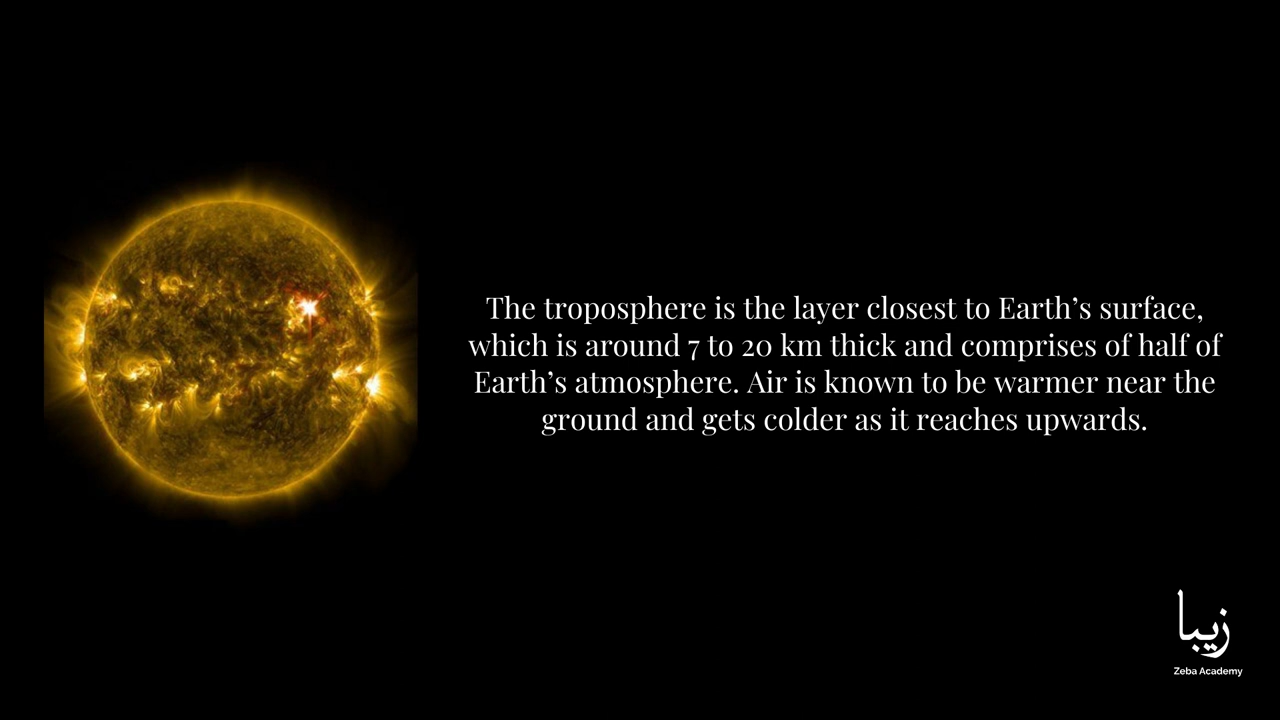 The troposphere is the layer closest to Earth’s surface,
which is around 7 to 20 km thick and comprises of half of
Earth’s atmosphere. Air is known to be warmer near the
ground and gets colder as it reaches upwards.
زیبا
Zeba Academy